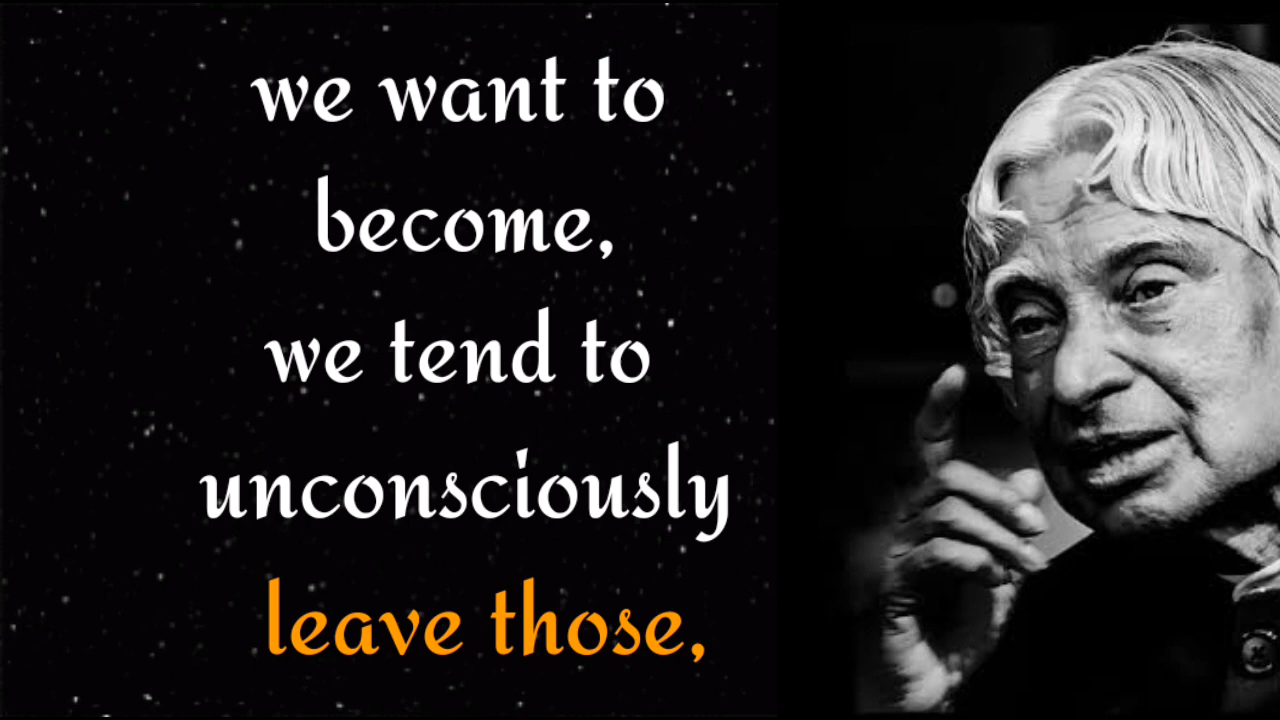 we want to
become,
we tend to
unconsciously
leave those,